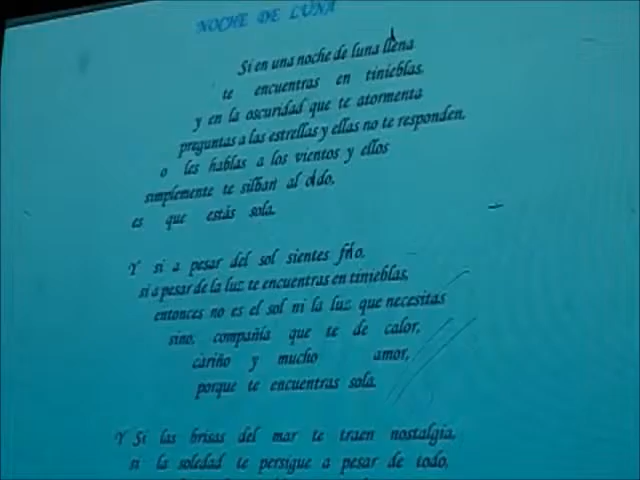 NOCHE DE LUNA
Si en una noche de luna llena
te encuentras en tinieblas,
y en la oscuridad que te atormenta
preguntas a las estrellas y ellas no te responden,
o les hablas a los vientos y ellos
simplemente te silban al oído,
es que estás sola.
Y si a pesar del sol sientes frío,
si a pesar de la luz te encuentras en tinieblas,
entonces no es el sol ni la luz que necesitas
sino, compañía que te de calor,
cariño y mucho amor,
porque te encuentras sola.
Y Si las brisas del mar te traen nostalgia,
si la soledad te persigue a pesar de todo,